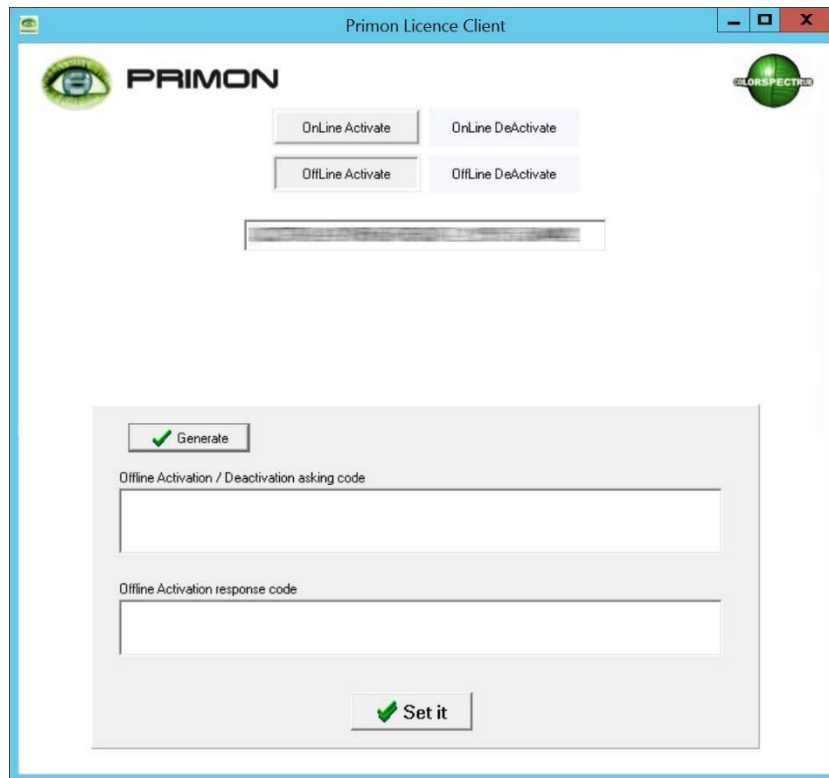 Primon Licence Client
PRIMON
COLORSPECTRUM
OnLine Activate OnLine DeActivate
OffLine Activate OffLine DeActivate
Generate
Offline Activation / Deactivation asking code
Offline Activation response code
Set it